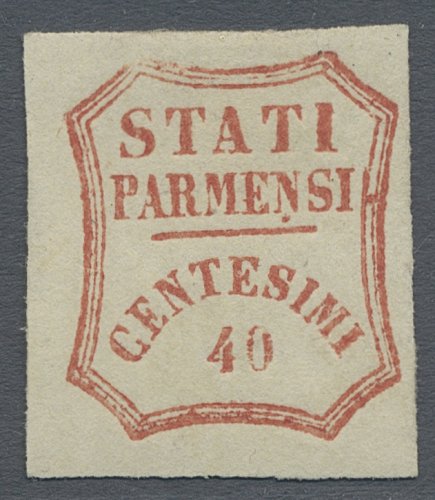 STATI
PARMENSI
CENTESIMI
40